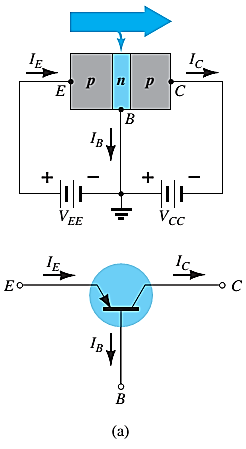 I_E I_C
E p n p C
B
I_B
+ − + −
V_EE V_CC
I_E I_C
E C
I_B
B
(a)